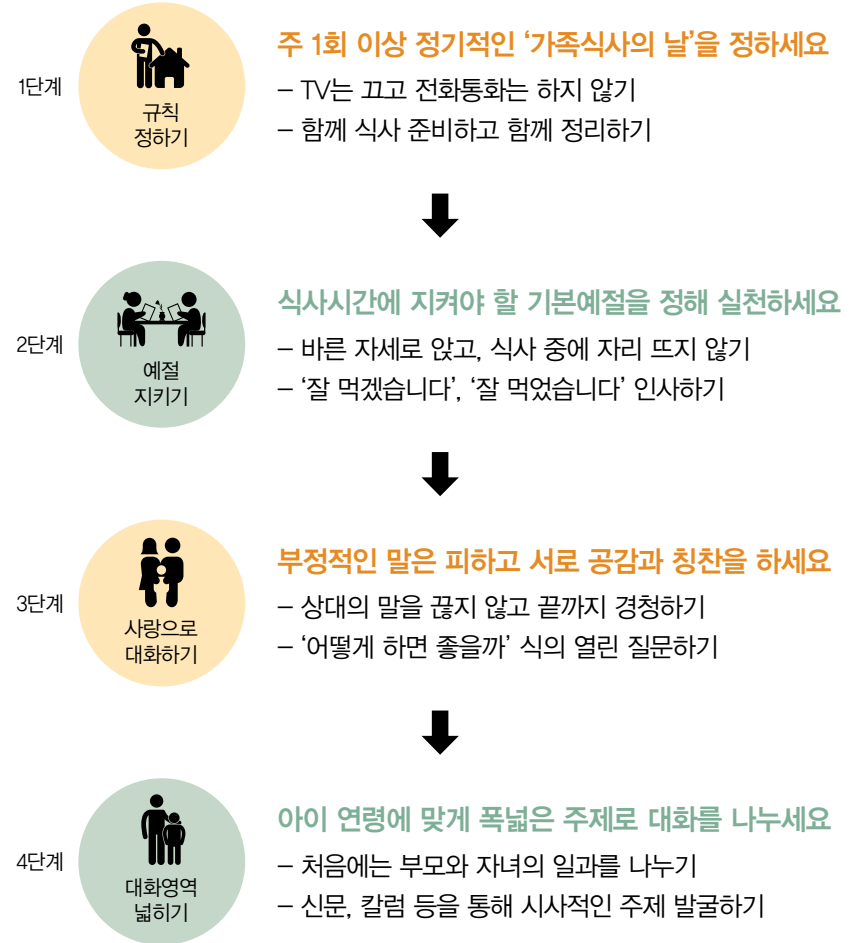 1단계
규칙
정하기
주 1회 이상 정기적인 ‘가족식사의 날’을 정하세요
– TV는 끄고 전화통화는 하지 않기
– 함께 식사 준비하고 함께 정리하기
2단계
예절
지키기
식사시간에 지켜야 할 기본예절을 정해 실천하세요
– 바른 자세로 앉고, 식사 중에 자리 뜨지 않기
– ‘잘 먹겠습니다’, ‘잘 먹었습니다’ 인사하기
3단계
사랑으로
대화하기
부정적인 말은 피하고 서로 공감과 칭찬을 하세요
– 상대의 말을 끊지 않고 끝까지 경청하기
– ‘어떻게 하면 좋을까’ 식의 열린 질문하기
4단계
대화영역
넓히기
아이 연령에 맞게 폭넓은 주제로 대화를 나누세요
– 처음에는 부모와 자녀의 일과를 나누기
– 신문, 칼럼 등을 통해 시사적인 주제 발굴하기